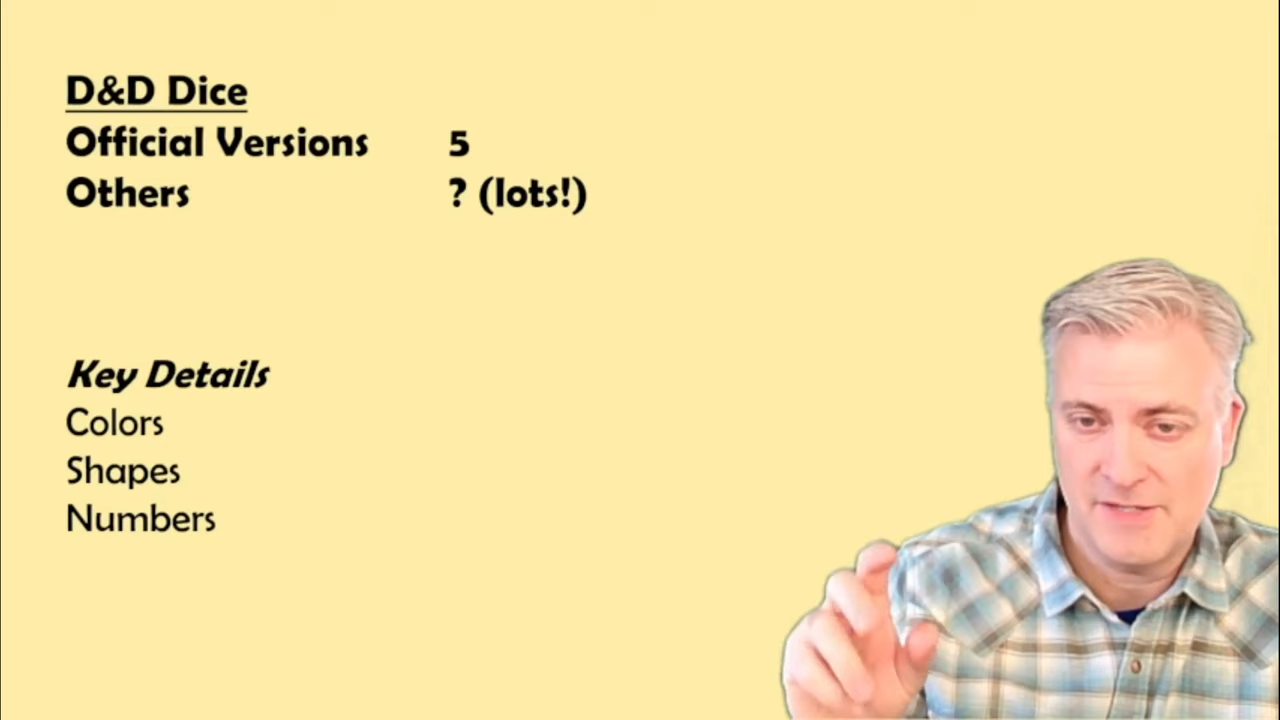 D&D Dice
Official Versions 5
Others ? (lots!)
Key Details
Colors
Shapes
Numbers